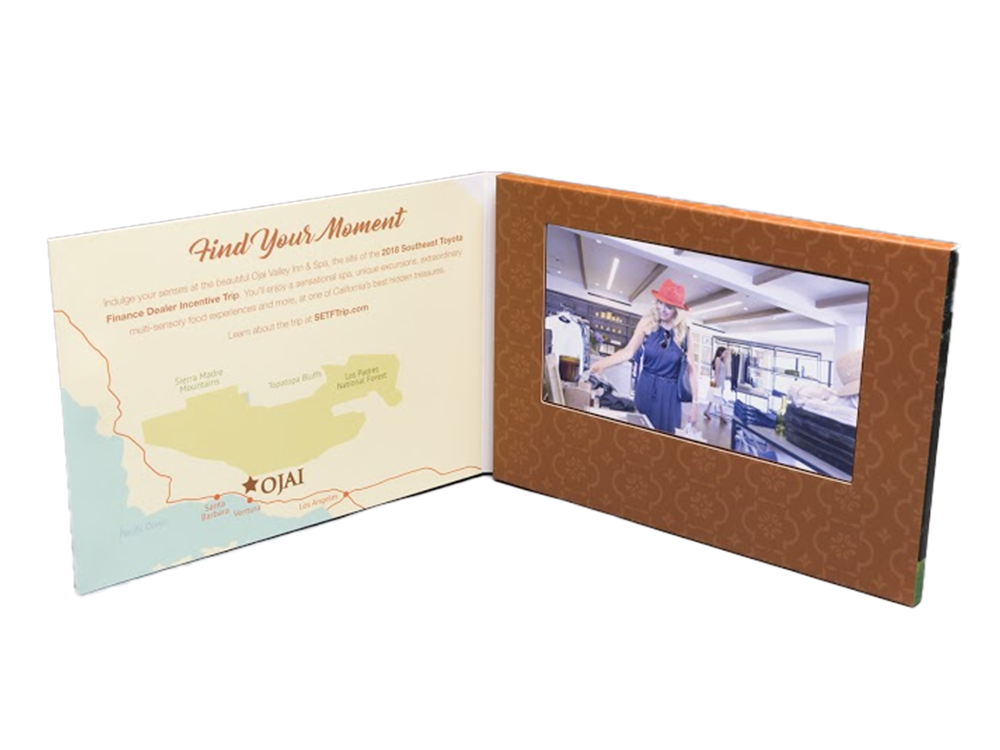 Find Your Moment
Indulge your senses at the beautiful Ojai Valley Inn & Spa, the site of the 2018 Southeast Toyota
Finance Dealer Incentive Trip. You'll enjoy a sensational spa, unique excursions, extraordinary
multi-sensory food experiences and more, at one of California's best hidden treasures.
Learn about the trip at SETFTrip.com
Sierra Madre
Mountains
Topatopa Bluffs
Los Padres
National Forest
OJAI
Santa
Barbara
Ventura
Los Angeles
Pacific Ocean